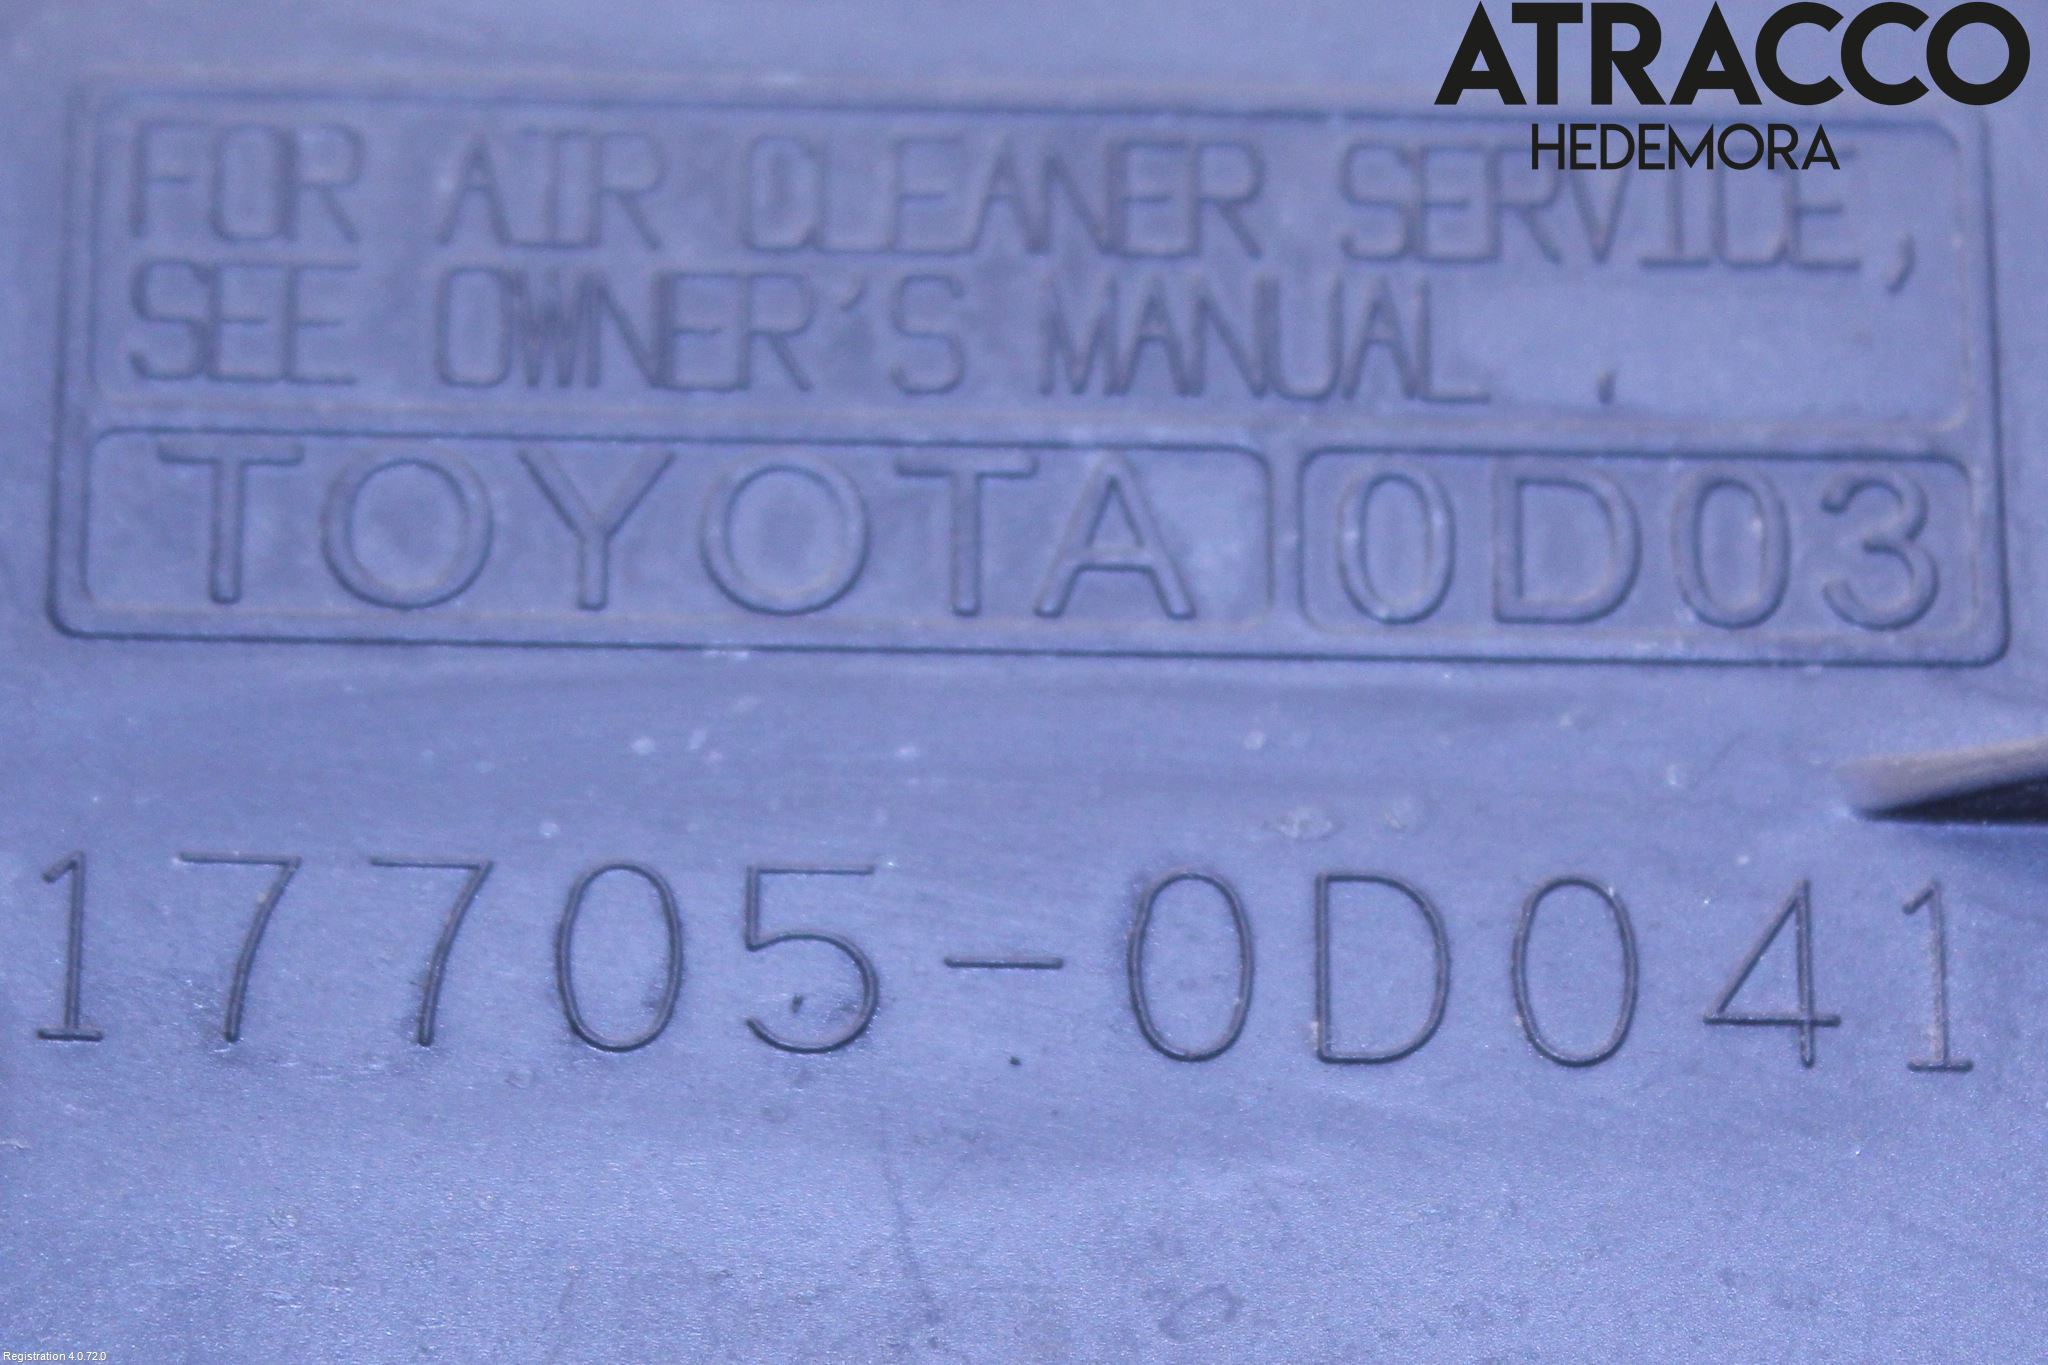 ATRACCO
HEDEMORA
FOR AIR CLEANER SERVICE,
SEE OWNER'S MANUAL .
TOYOTA 0D03
17705-0D041
Registration 4.0.72.0